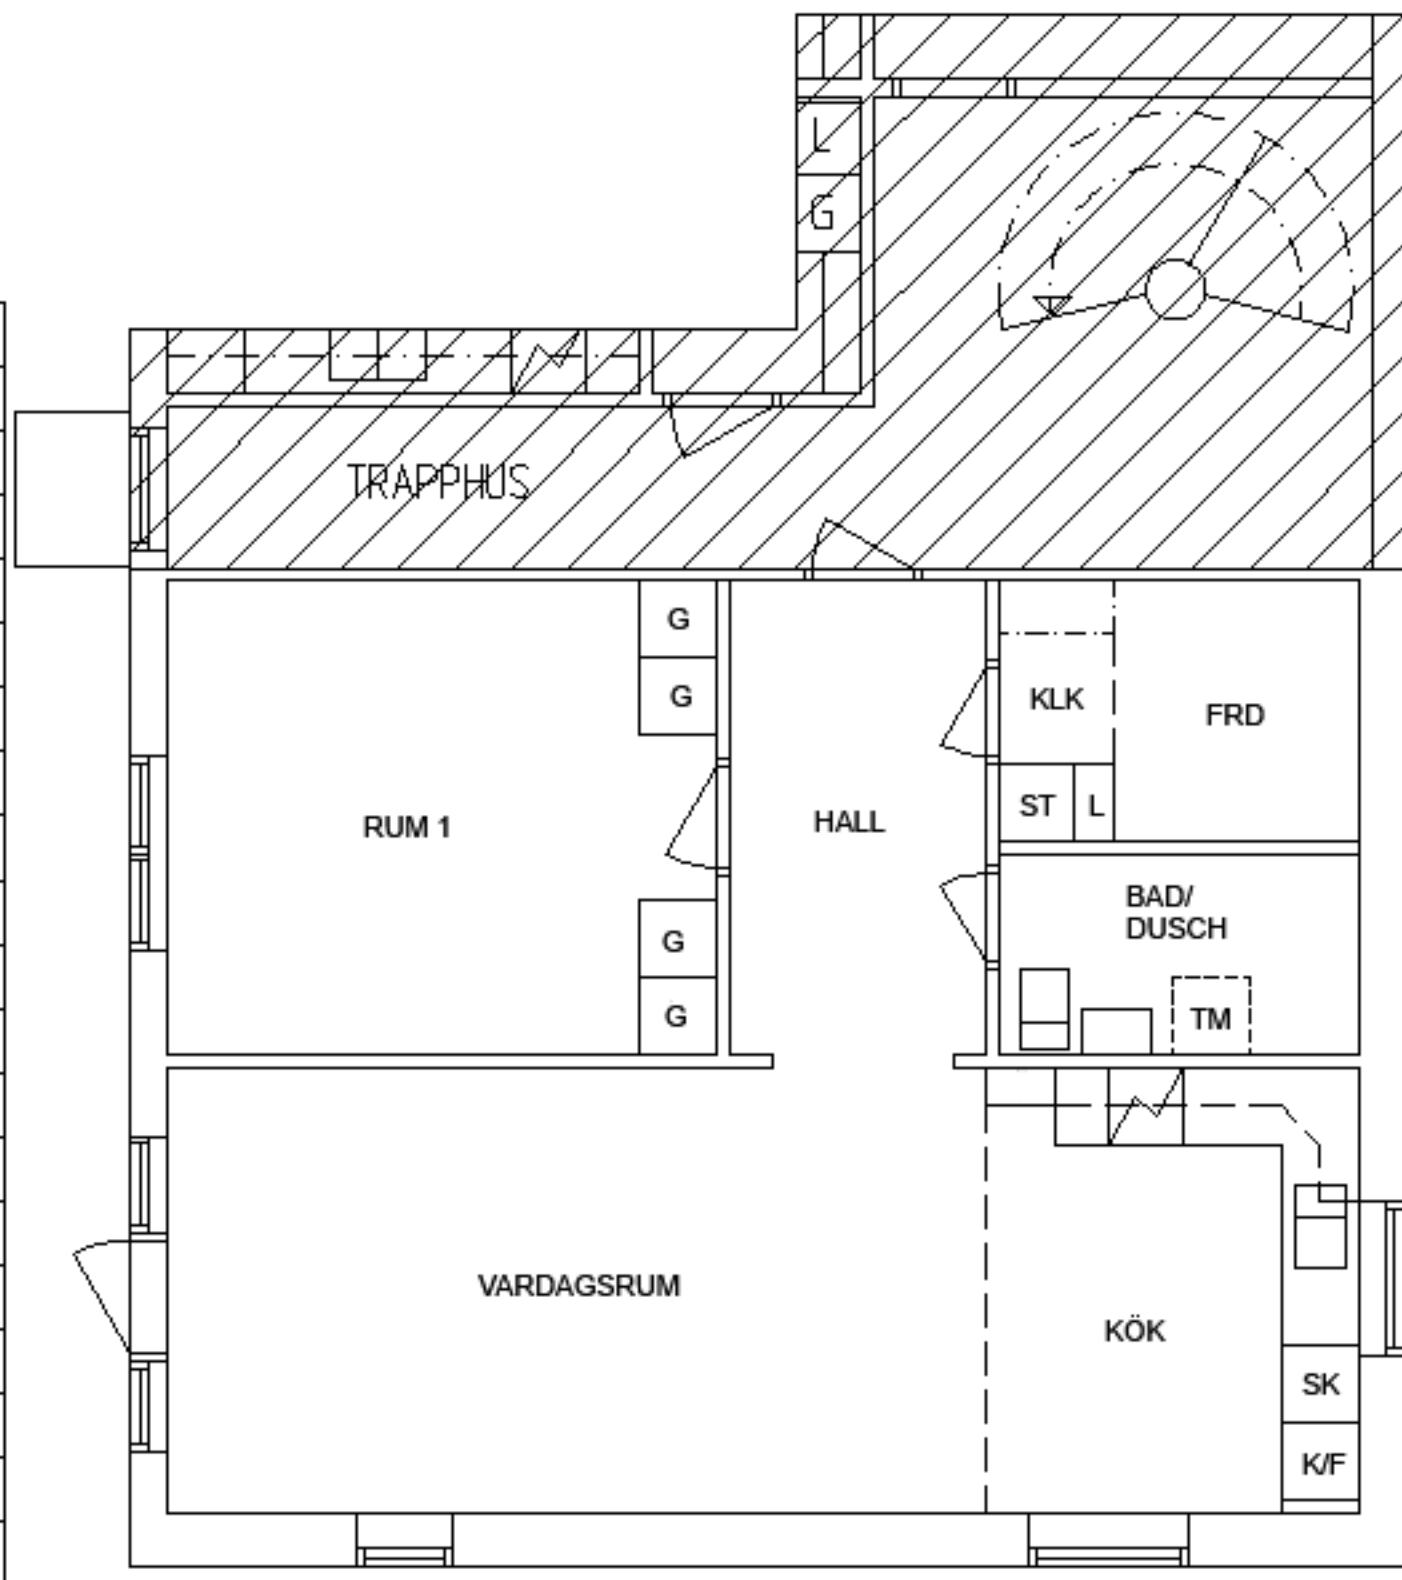 L
G
TRAPPHUS
G
G
KLK
FRD
ST
L
RUM 1
HALL
BAD/
DUSCH
G
G
TM
VARDAGSRUM
KÖK
SK
K/F